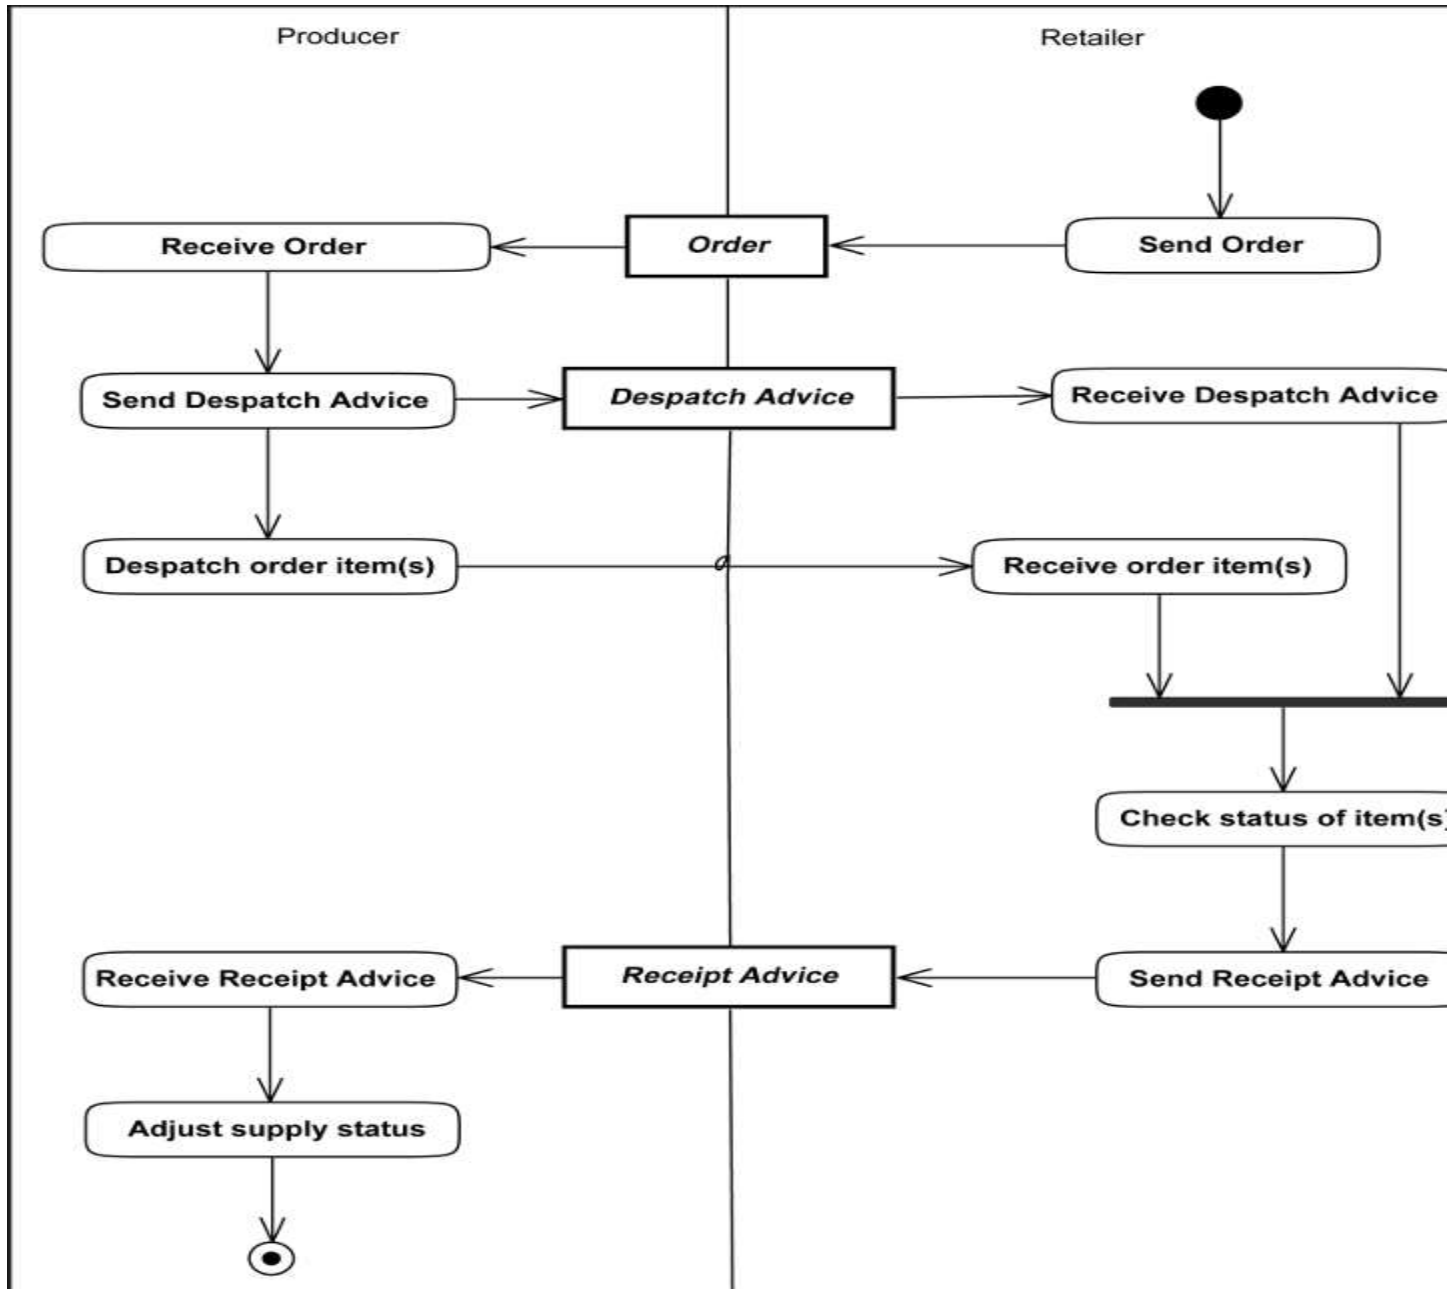 Producer
Retailer
Receive Order
Order
Send Order
Send Despatch Advice
Despatch Advice
Receive Despatch Advice
Despatch order item(s)
Receive order item(s)
Check status of item(s)
Receive Receipt Advice
Receipt Advice
Send Receipt Advice
Adjust supply status